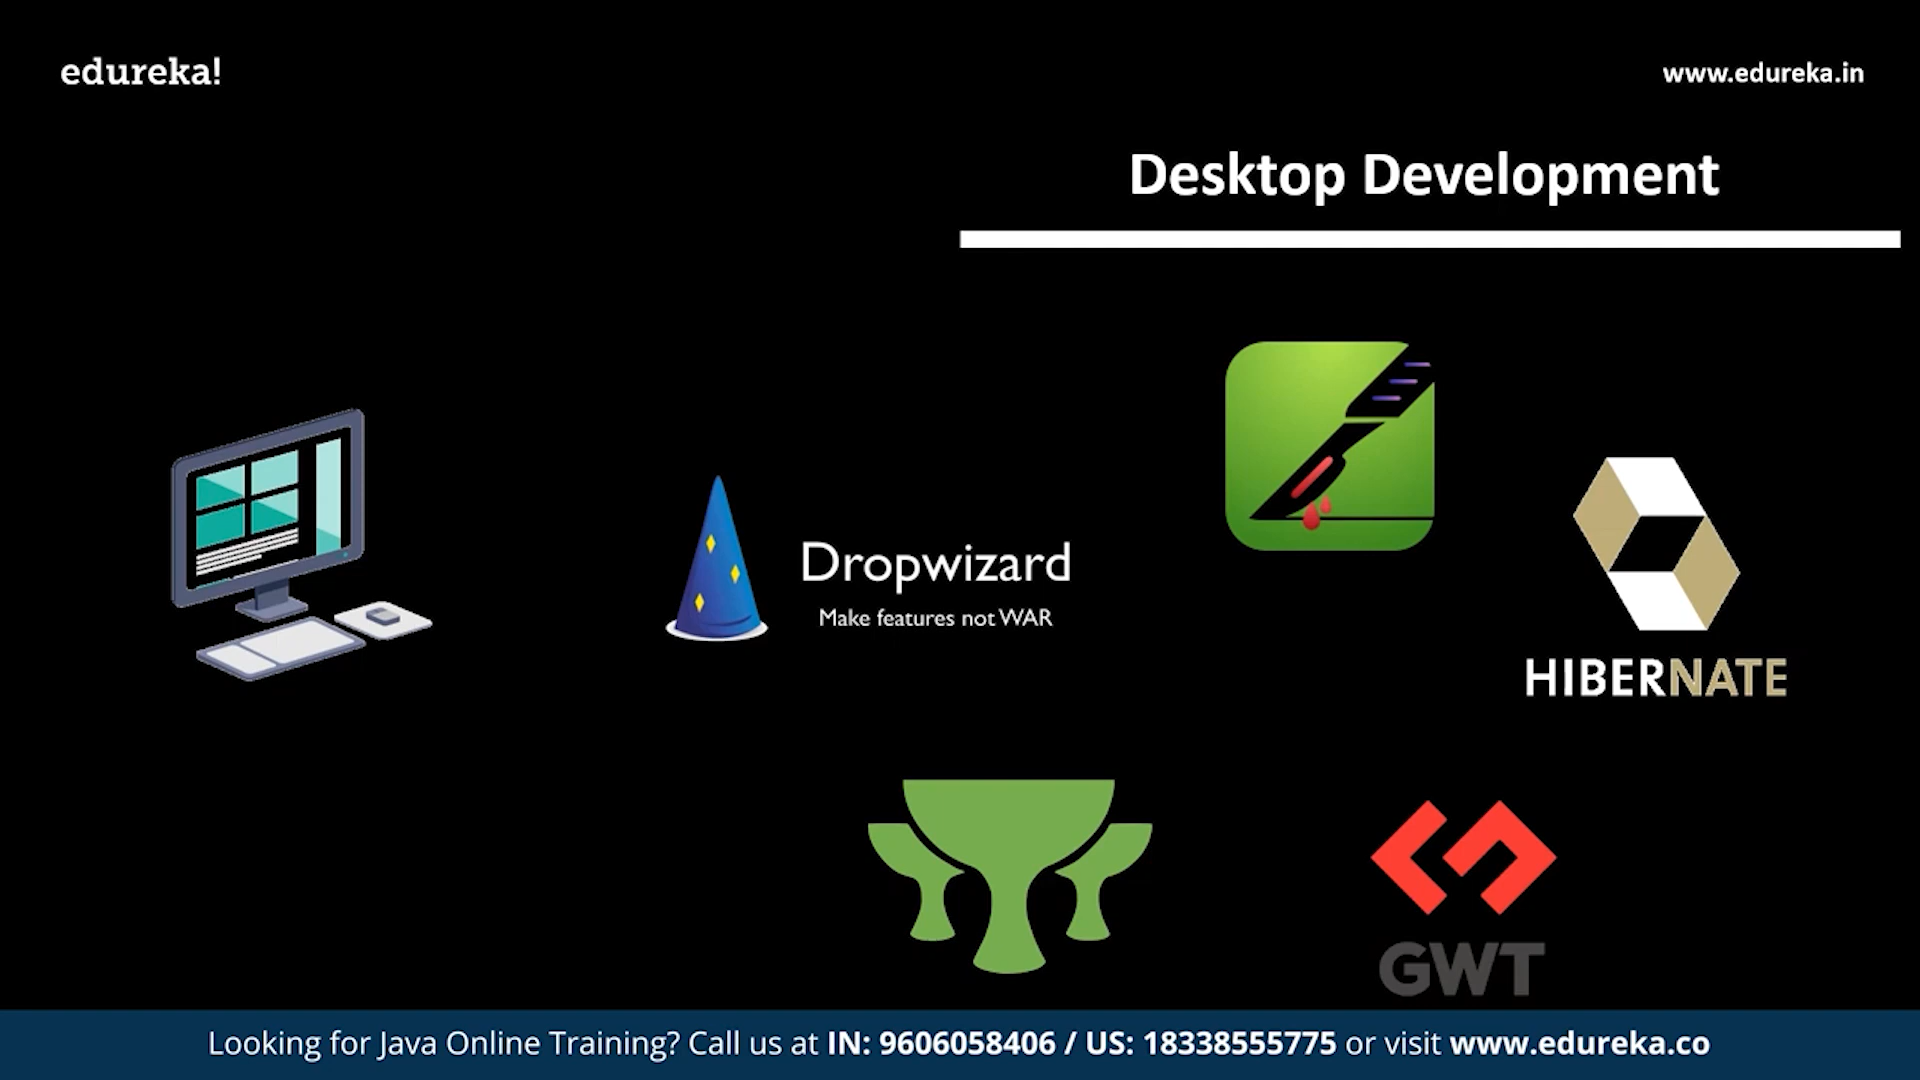 edureka!
www.edureka.in
Desktop Development
Dropwizard
Make features not WAR
HIBERNATE
GWT
Looking for Java Online Training? Call us at IN: 9606058406 / US: 18338555775 or visit www.edureka.co